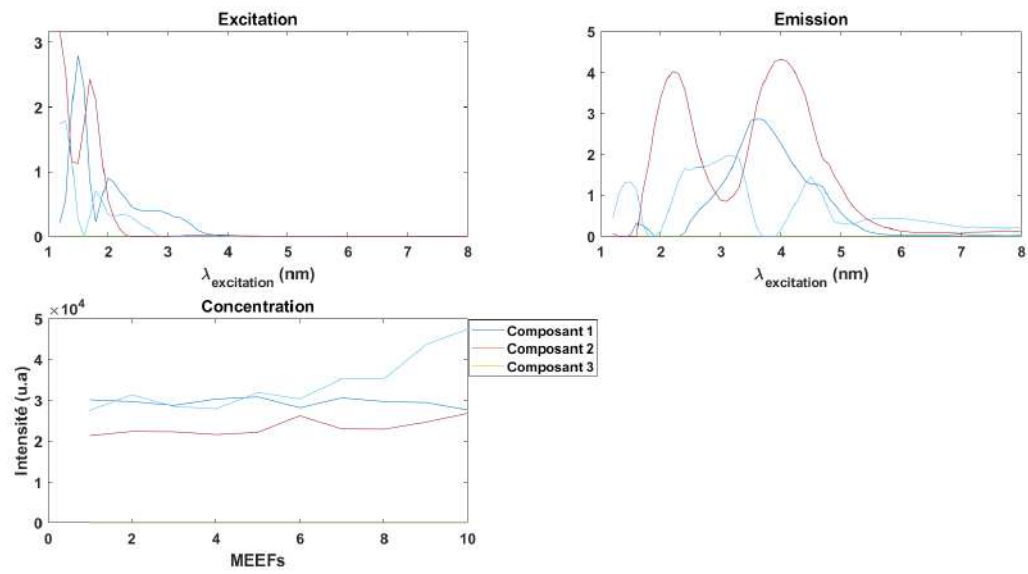 Excitation
3
2
1
0
1 2 3 4 5 6 7 8
λexcitation (nm)
Emission
5
4
3
2
1
0
1 2 3 4 5 6 7 8
λexcitation (nm)
Concentration
×10^4
5
4
3
2
1
0
Intensité (u.a)
0 2 4 6 8 10
MEEFs
Composant 1
Composant 2
Composant 3